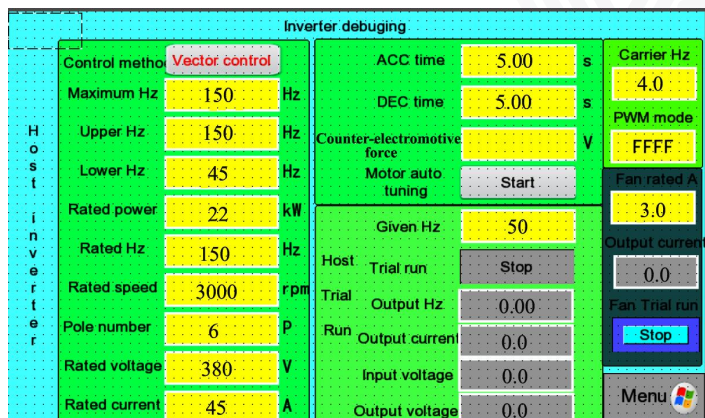 Inverter debuging
Host inverter
Control metho Vector control
Maximum Hz 150 Hz
Upper Hz 150 Hz
Lower Hz 45 Hz
Rated power 22 kW
Rated Hz 150 Hz
Rated speed 3000 rpm
Pole number 6 P
Rated voltage 380 V
Rated current 45 A
ACC time 5.00 s
DEC time 5.00 s
Counter-electromotive
force V
Motor auto
tuning Start
Host Trial Run
Given Hz 50
Trial run Stop
Output Hz 0.00
Output current 0.0
Input voltage 0.0
Output voltage 0.0
Carrier Hz
4.0
PWM mode
FFFF
Fan rated A
3.0
Output current
0.0
Fan Trial run
Stop
Menu